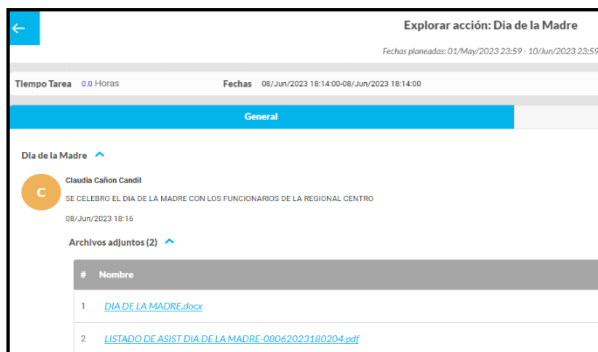 Explorar acción: Dia de la Madre
Fechas planeadas: 01/May/2023 23:59 - 10/Jun/2023 23:59
Tiempo Tarea 0.0 Horas Fechas 08/Jun/2023 18:14:00-08/Jun/2023 18:14:00
General
Dia de la Madre
C
Claudia Cañon Candil
SE CELEBRO EL DIA DE LA MADRE CON LOS FUNCIONARIOS DE LA REGIONAL CENTRO
08/Jun/2023 18:16
Archivos adjuntos (2)
# Nombre
1 DIA DE LA MADRE.docx
2 LISTADO DE ASIST DIA DE LA MADRE-08062023180204.pdf